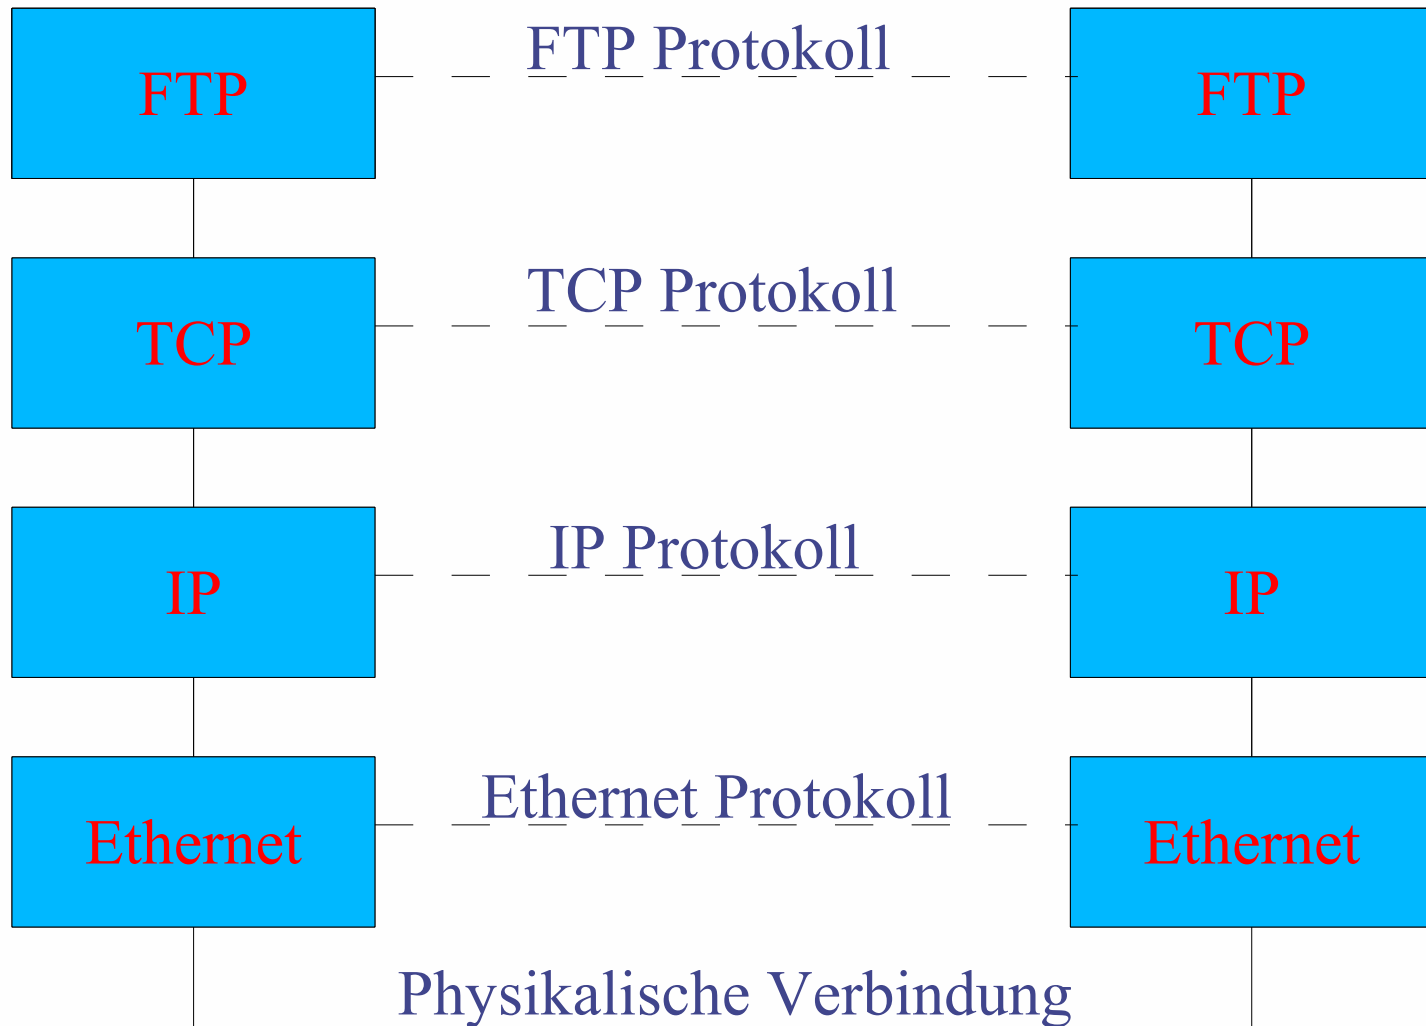 FTP Protokoll
FTP
FTP
TCP Protokoll
TCP
TCP
IP Protokoll
IP
IP
Ethernet Protokoll
Ethernet
Ethernet
Physikalische Verbindung